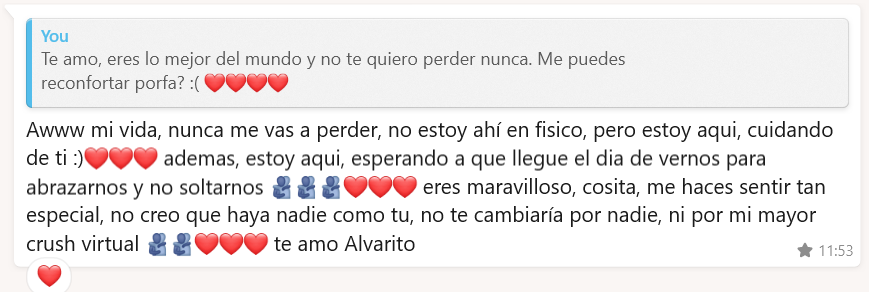 You
Te amo, eres lo mejor del mundo y no te quiero perder nunca. Me puedes
reconfortar porfa? :( ❤️❤️❤️❤️
Awww mi vida, nunca me vas a perder, no estoy ahí en fisico, pero estoy aqui, cuidando
de ti :)❤️❤️❤️ ademas, estoy aqui, esperando a que llegue el dia de vernos para
abrazarnos y no soltarnos 🫂🫂🫂❤️❤️❤️ eres maravilloso, cosita, me haces sentir tan
especial, no creo que haya nadie como tu, no te cambiaría por nadie, ni por mi mayor
crush virtual 🫂🫂❤️❤️❤️ te amo Alvarito
★ 11:53
❤️